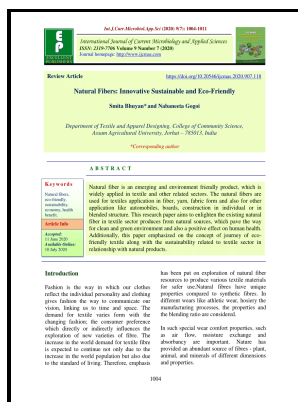 Int.J.Curr.Microbiol.App.Sci (2020) 9(7): 1004-1011
International Journal of Current Microbiology and Applied Sciences
ISSN: 2319-7706 Volume 9 Number 7 (2020)
Journal homepage: http://www.ijcmas.com
Review Article
https://doi.org/10.20546/ijcmas.2020.907.118
Natural Fibers: Innovative Sustainable and Eco-Friendly
Smita Bhuyan* and Nabaneeta Gogoi
Department of Textile and Apparel Designing, College of Community Science,
Assam Agricultural University, Jorhat – 785013, India
*Corresponding author
ABSTRACT
Keywords
Natural fibers,
eco-friendly,
sustainability,
economy, health
benefit.
Article Info
Accepted:
11 June 2020
Available Online:
10 July 2020
Natural fiber is an emerging and environment friendly product, which is
widely applied in textile and other related sectors. The natural fibers are
used for textiles application in fiber, yarn, fabric form and also for other
application like automobiles, boards, construction in individual or in
blended structure. This research paper aims to enlighten the existing natural
fiber in textile sector produces from natural sources, which pave the way
for clean and green environment and also a positive effect on human health.
Additionally, this paper emphasized on the concept of journey of eco-
friendly textile along with the sustainability related to textile sector in
relationship with natural products.
Introduction
Fashion is the way in which our clothes
reflect the individual personality and clothing
gives fashion the way to communicate our
vision, linking us to time and space. The
demand for textile varies form with the
changing fashion; the consumer preference
which directly or indirectly influences the
exploration of new varieties of fibre. The
increase in the world demand for textile fibre
is expected to continue not only due to the
increase in the world population but also due
to the standard of living. Therefore, emphasis
has been put on exploration of natural fiber
resources to produce various textile materials
for safer use.Natural fibers have unique
properties compared to synthetic fibers. In
different wears like athletic wear, hosiery
the manufacturing processes, the properties and
the blending ratio are considered.
In such special wear comfort properties, such
as air flow, moisture exchange and
absorbency are important. Nature has
provided an abundant source of fibres - plant,
animal, and minerals of different dimensions
and properties.
1004